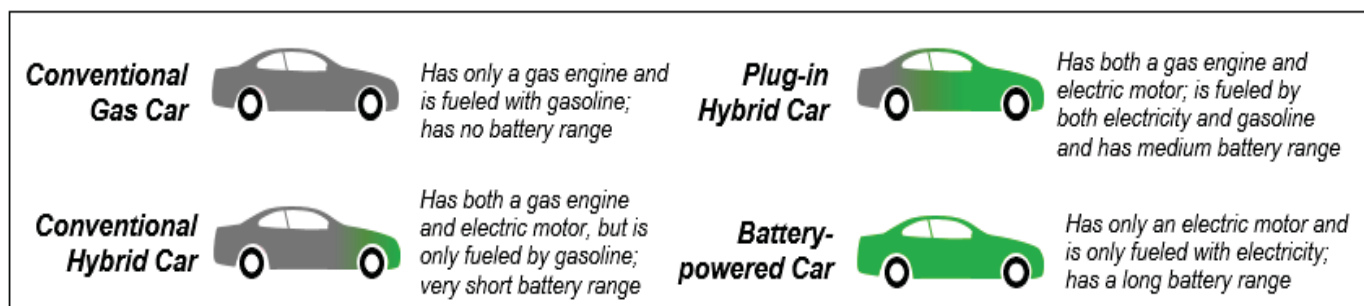 Conventional
Gas Car
Has only a gas engine and
is fueled with gasoline;
has no battery range
Plug-in
Hybrid Car
Has both a gas engine and
electric motor; is fueled by
both electricity and gasoline
and has medium battery range
Conventional
Hybrid Car
Has both a gas engine
and electric motor, but is
only fueled by gasoline;
very short battery range
Battery-
powered Car
Has only an electric motor and
is only fueled with electricity;
has a long battery range